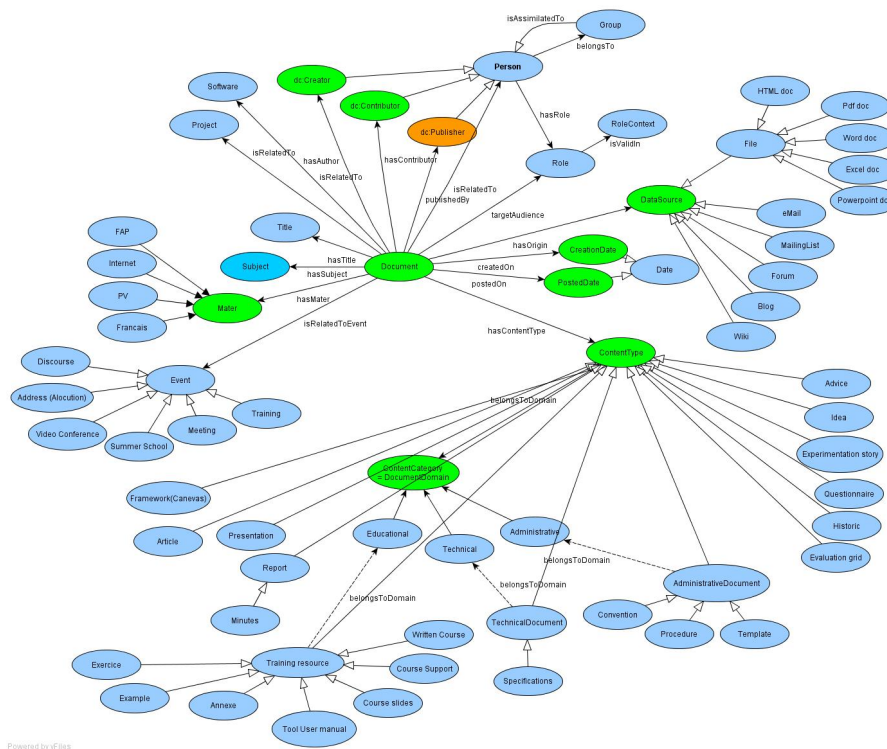 isAssimilatedTo
Group
belongsTo
Person
Software
dc:Creator
dc:Contributor
HTML doc
Pdf doc
Project
dc:Publisher
hasRole
RoleContext
isValidIn
File
Word doc
isRelatedTo
hasAuthor
hasContributor
Role
Excel doc
isRelatedTo
isRelatedTo
publishedBy
Powerpoint doc
DataSource
targetAudience
eMail
FAP
Title
MailingList
hasOrigin
CreationDate
Internet
Subject
hasTitle
Document
createdOn
Date
Forum
hasSubject
postedOn
PostedDate
PV
Mater
hasMater
Blog
Francais
isRelatedToEvent
hasContentType
Wiki
ContentType
Discourse
Event
Advice
Address (Alocution)
Training
belongsToDomain
Idea
Video Conference
Meeting
Summer School
Experimentation story
ContentCategory
= DocumentDomain
Framework(Canevas)
Questionnaire
Presentation
Educational
Administrative
Historic
Article
Technical
Evaluation grid
Report
belongsToDomain
belongsToDomain
AdministrativeDocument
belongsToDomain
Minutes
Convention
TechnicalDocument
Written Course
Procedure
Template
Exercice
Training resource
Course Support
Specifications
Example
Annexe
Course slides
Tool User manual
Powered by yFiles